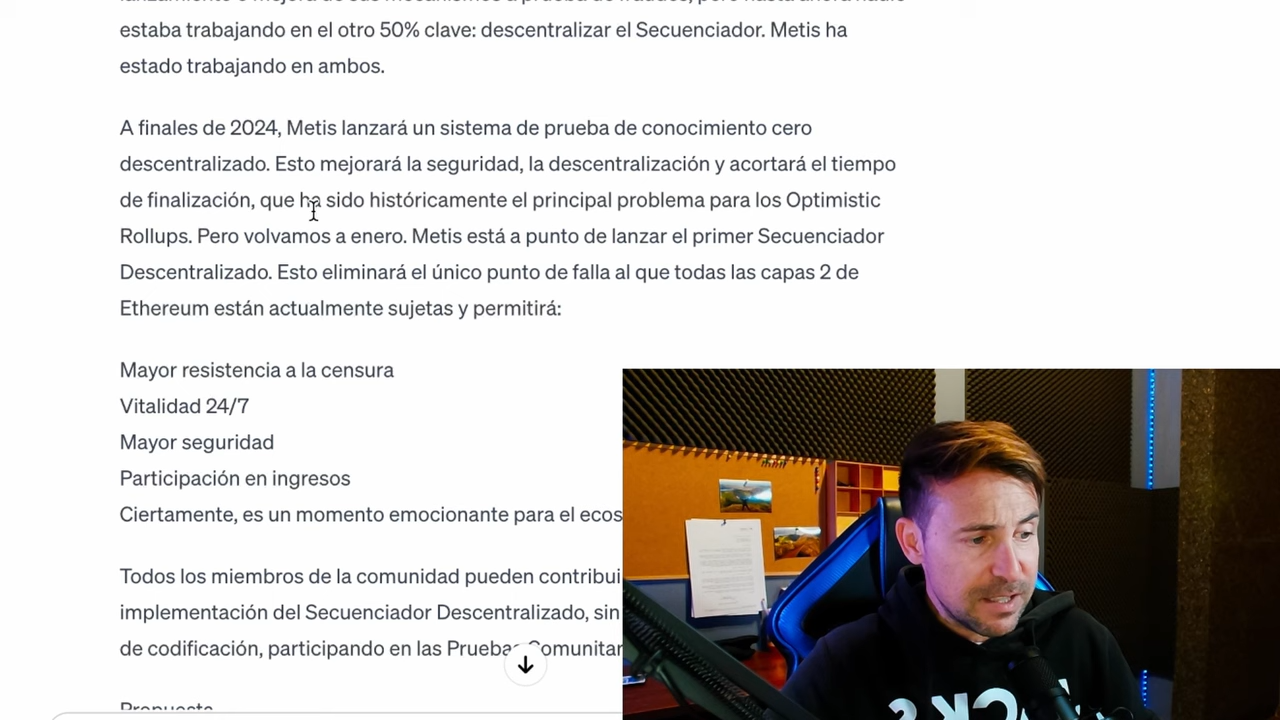 estaba trabajando en el otro 50% clave: descentralizar el Secuenciador. Metis ha
estado trabajando en ambos.
A finales de 2024, Metis lanzará un sistema de prueba de conocimiento cero
descentralizado. Esto mejorará la seguridad, la descentralización y acortará el tiempo
de finalización, que ha sido históricamente el principal problema para los Optimistic
Rollups. Pero volvamos a enero. Metis está a punto de lanzar el primer Secuenciador
Descentralizado. Esto eliminará el único punto de falla al que todas las capas 2 de
Ethereum están actualmente sujetas y permitirá:
Mayor resistencia a la censura
Vitalidad 24/7
Mayor seguridad
Participación en ingresos
Ciertamente, es un momento emocionante para el ecos
Todos los miembros de la comunidad pueden contribui
implementación del Secuenciador Descentralizado, sin
de codificación, participando en las Pruebas Comunitar
Propuesta